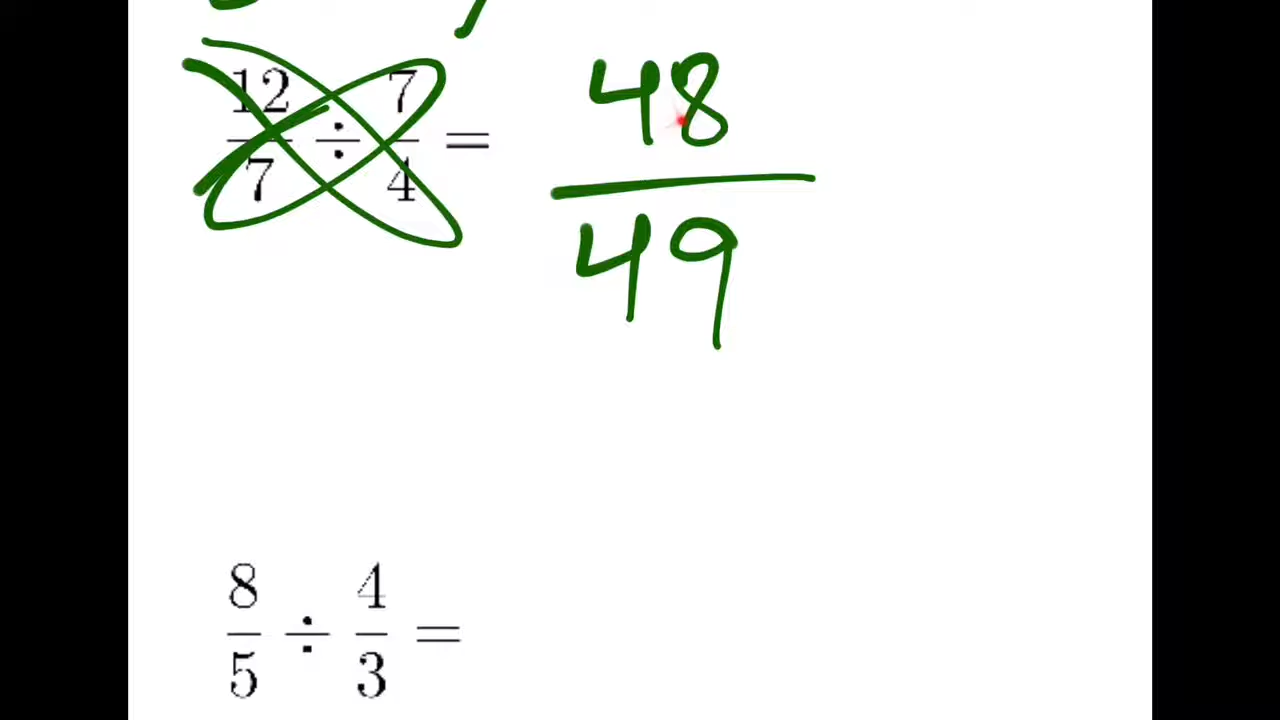 12/7 ÷ 7/4 = 48/49
8/5 ÷ 4/3 =